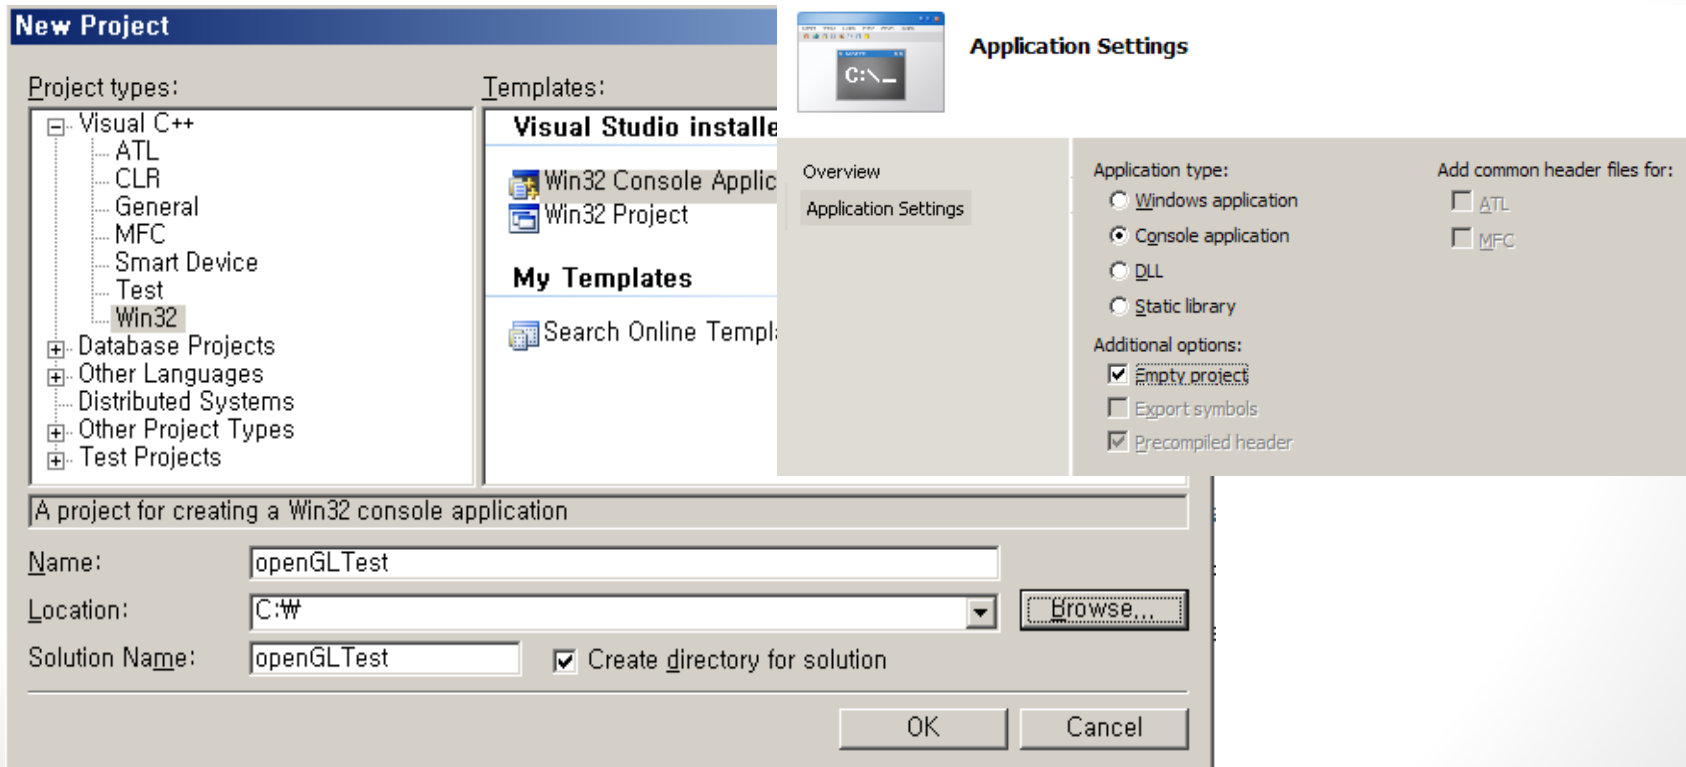 New Project
Project types:
Visual C++
ATL
CLR
General
MFC
Smart Device
Test
Win32
Database Projects
Other Languages
Distributed Systems
Other Project Types
Test Projects
Templates:
Visual Studio installe
Win32 Console Applic
Win32 Project
My Templates
Search Online Templ
A project for creating a Win32 console application
Name:
openGLTest
Location:
C:₩
Browse...
Solution Name:
openGLTest
Create directory for solution
OK
Cancel
C:\_
Application Settings
Overview
Application Settings
Application type:
Windows application
Console application
DLL
Static library
Additional options:
Empty project
Export symbols
Precompiled header
Add common header files for:
ATL
MFC